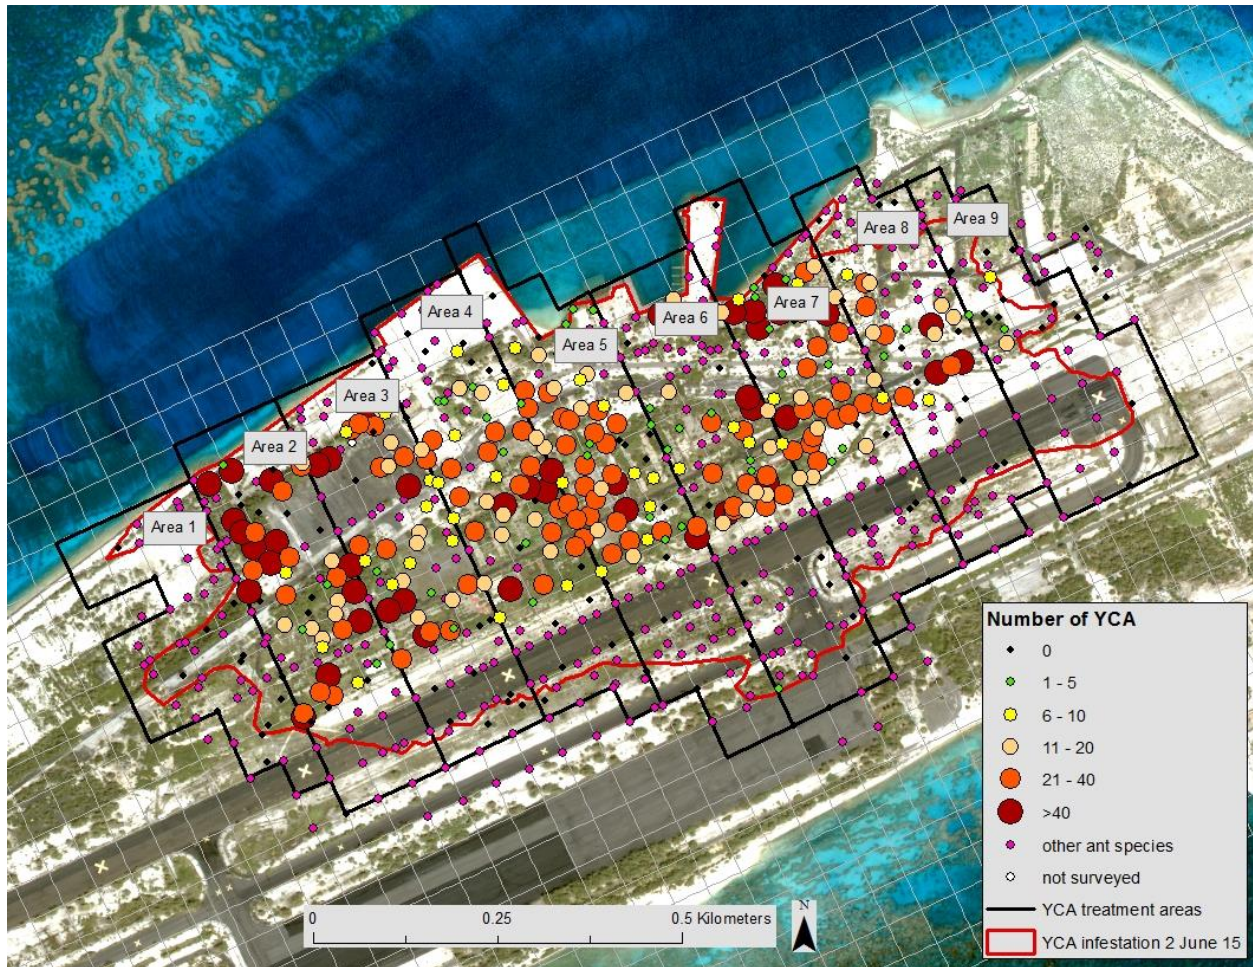 Area 9
Area 8
Area 7
Area 4
Area 6
Area 5
Area 3
Area 2
Area 1
Number of YCA
0
1 - 5
6 - 10
11 - 20
21 - 40
>40
other ant species
not surveyed
YCA treatment areas
YCA infestation 2 June 15
0 0.25 0.5 Kilometers
N